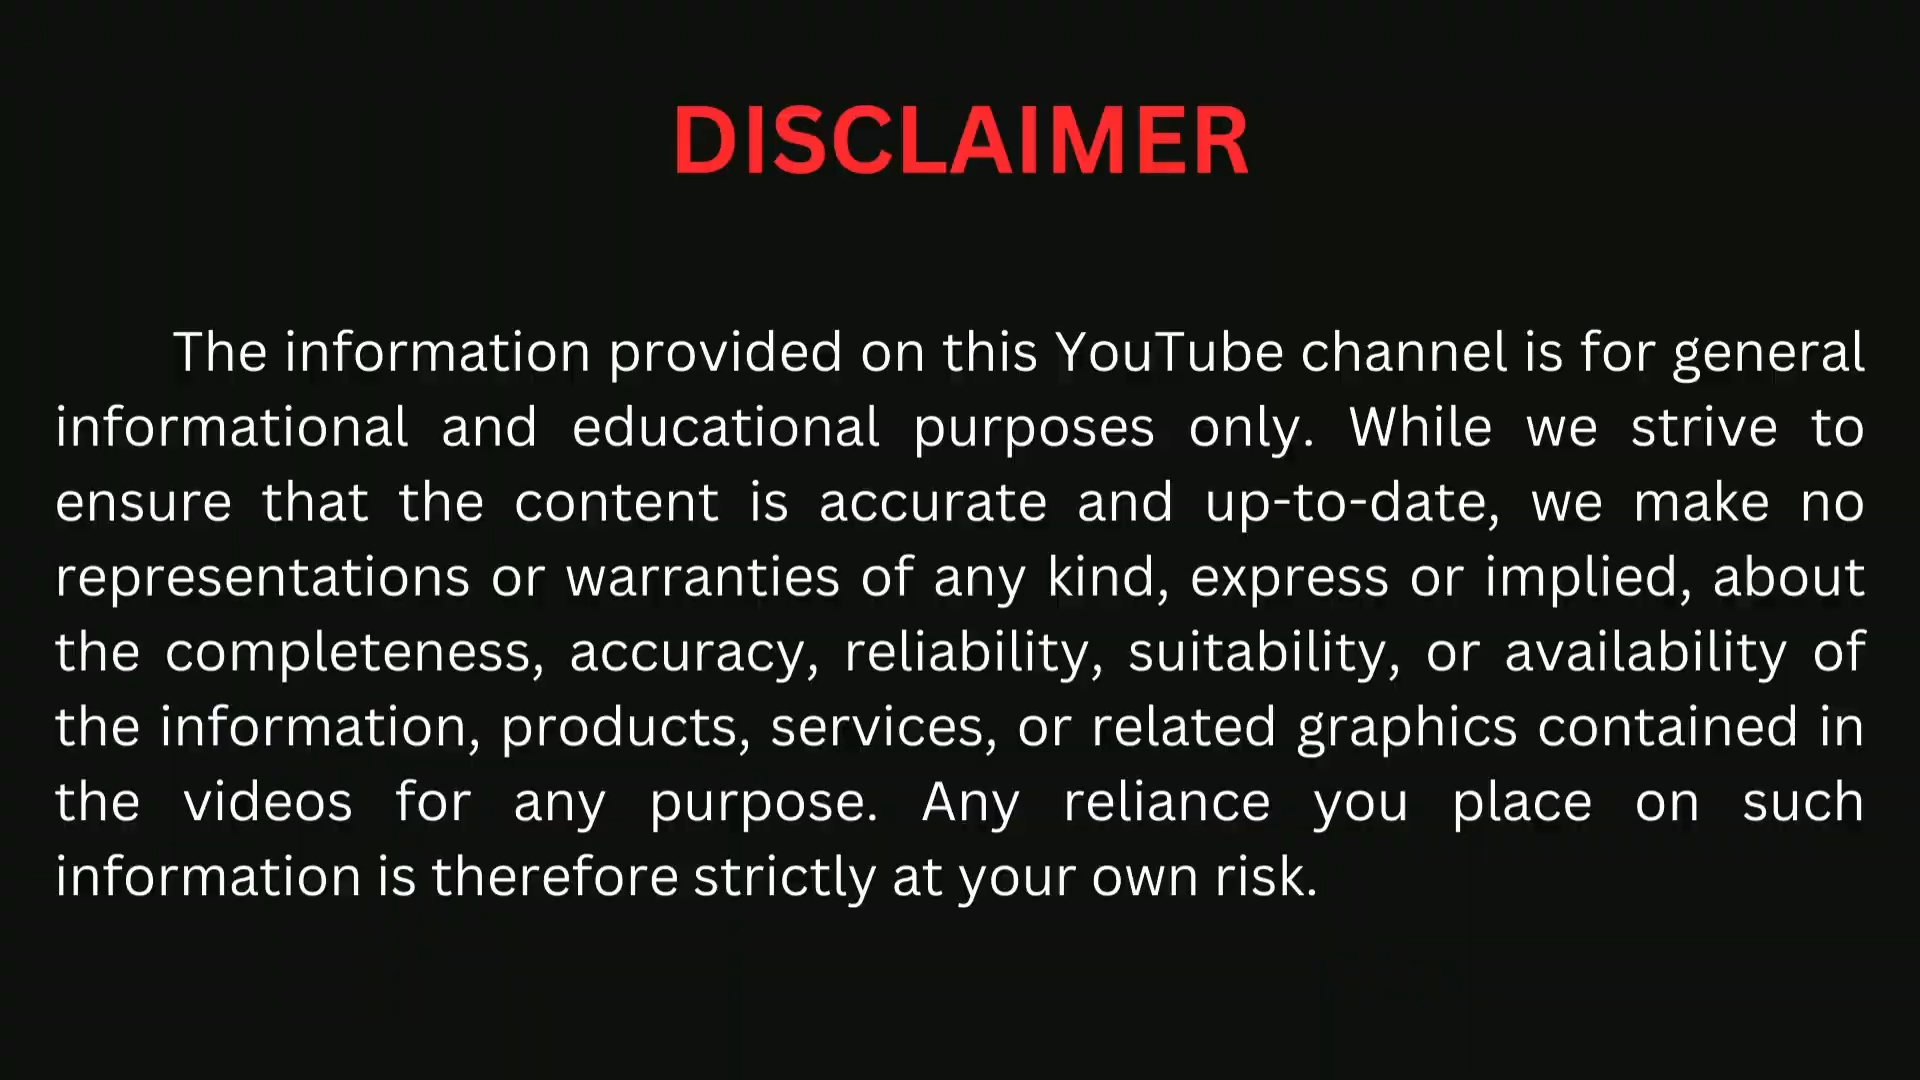 DISCLAIMER
The information provided on this YouTube channel is for general
informational and educational purposes only. While we strive to
ensure that the content is accurate and up-to-date, we make no
representations or warranties of any kind, express or implied, about
the completeness, accuracy, reliability, suitability, or availability of
the information, products, services, or related graphics contained in
the videos for any purpose. Any reliance you place on such
information is therefore strictly at your own risk.